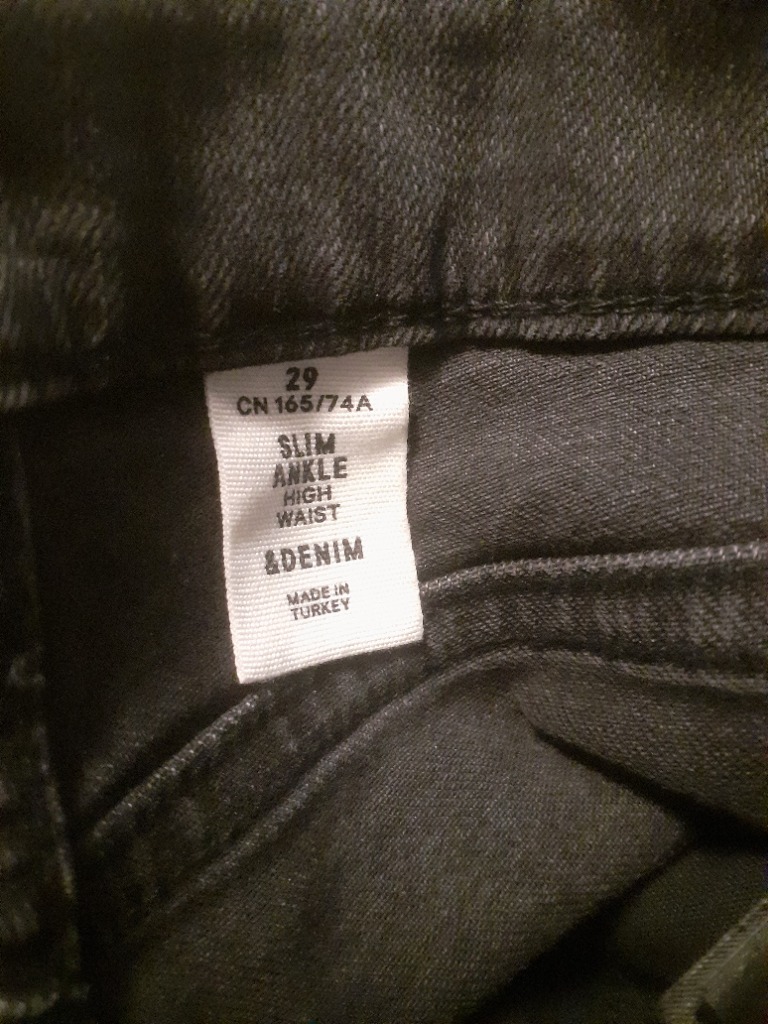 29
CN 165/74A
SLIM
ANKLE
HIGH
WAIST
&DENIM
MADE IN
TURKEY